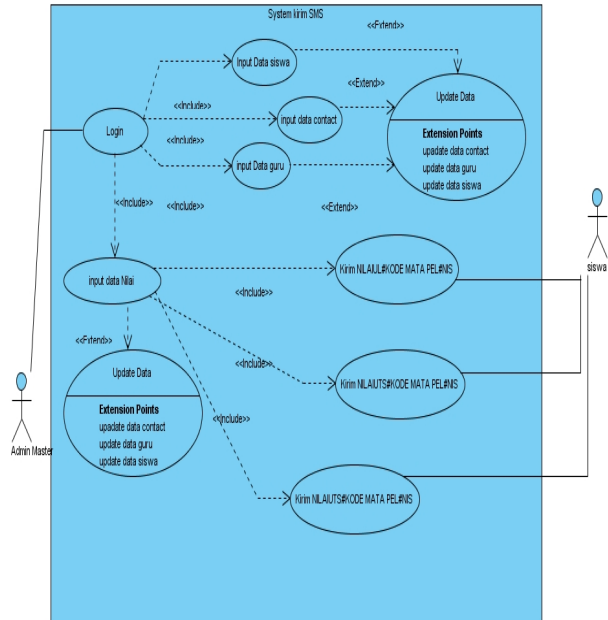 System kirim SMS
<<Extend>>
Input Data siswa
<<Include>>
<<Extend>>
Update Data
Extension Points
upadate data contact
update data guru
update data siswa
<<Include>>
input data contact
Login
<<Include>>
input Data guru
<<Include>>
<<Include>>
<<Extend>>
siswa
input data Nilai
Kirim NILAIUL#KODE MATA PEL#NIS
<<Include>>
<<Extend>>
Update Data
Extension Points
upadate data contact
update data guru
update data siswa
<<Include>>
Kirim NILAIUTS#KODE MATA PEL#NIS
<<Include>>
Admin Master
Kirim NILAIUTS#KODE MATA PEL#NIS